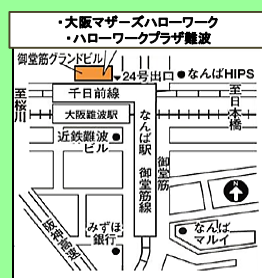 ・大阪マザーズハローワーク
・ハローワークプラザ難波
御堂筋グランドビル
24号出口
なんばHIPS
至桜川
千日前線
至日本橋
大阪難波駅
近鉄難波
ビル
なんば駅 御堂筋線
御堂筋
阪神高速
みずほ
銀行
なんば
マルイ